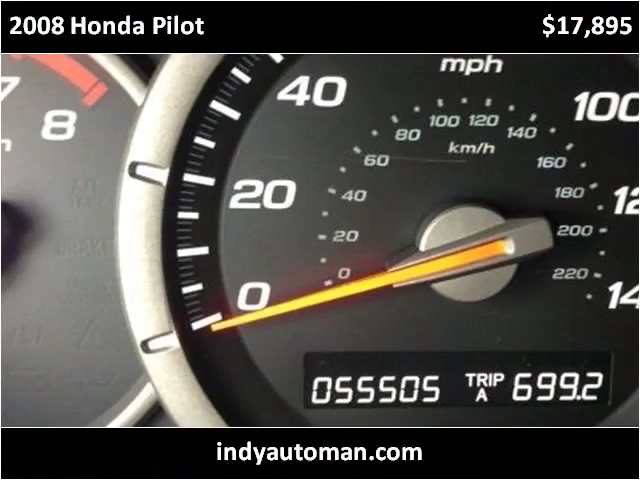 2008 Honda Pilot $17,895
mph
40 100
8
100 120
80 140
km/h
60 160
20 40 180 12
20 200
0 0 220 14
055505 TRIP A 699.2
indyautoman.com